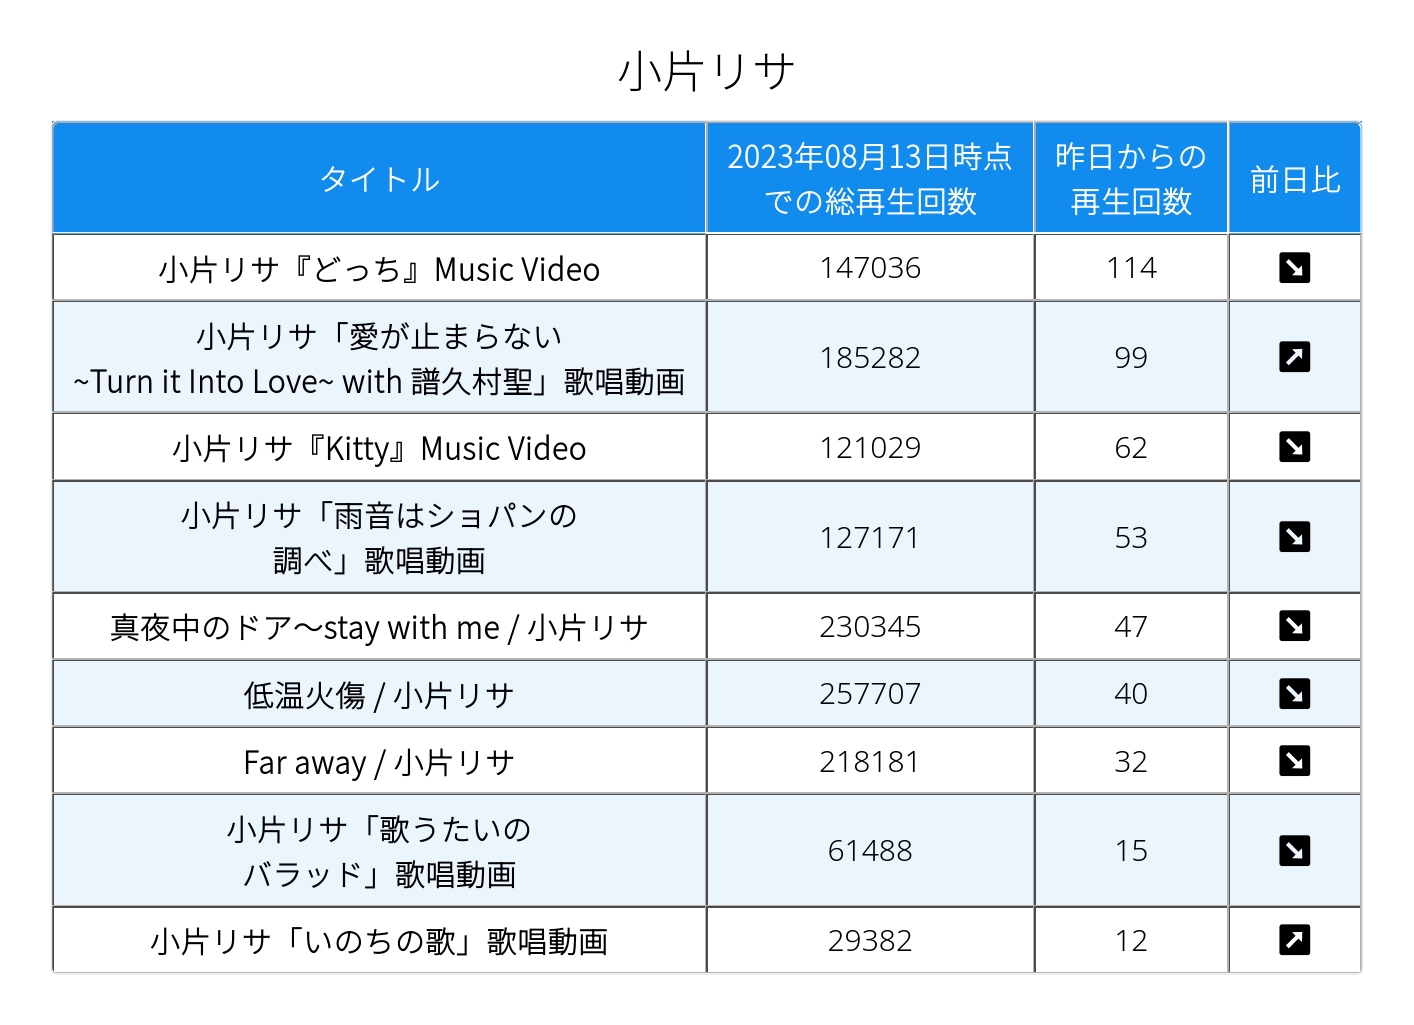 小片リサ
タイトル
2023年08月13日時点
での総再生回数
昨日からの
再生回数
前日比
小片リサ『どっち』Music Video
147036
114
↘
小片リサ「愛が止まらない
~Turn it Into Love~ with 譜久村聖」歌唱動画
185282
99
↗
小片リサ『Kitty』Music Video
121029
62
↘
小片リサ「雨音はショパンの
調べ」歌唱動画
127171
53
↘
真夜中のドア〜stay with me / 小片リサ
230345
47
↘
低温火傷 / 小片リサ
257707
40
↘
Far away / 小片リサ
218181
32
↘
小片リサ「歌うたいの
バラッド」歌唱動画
61488
15
↘
小片リサ「いのちの歌」歌唱動画
29382
12
↗